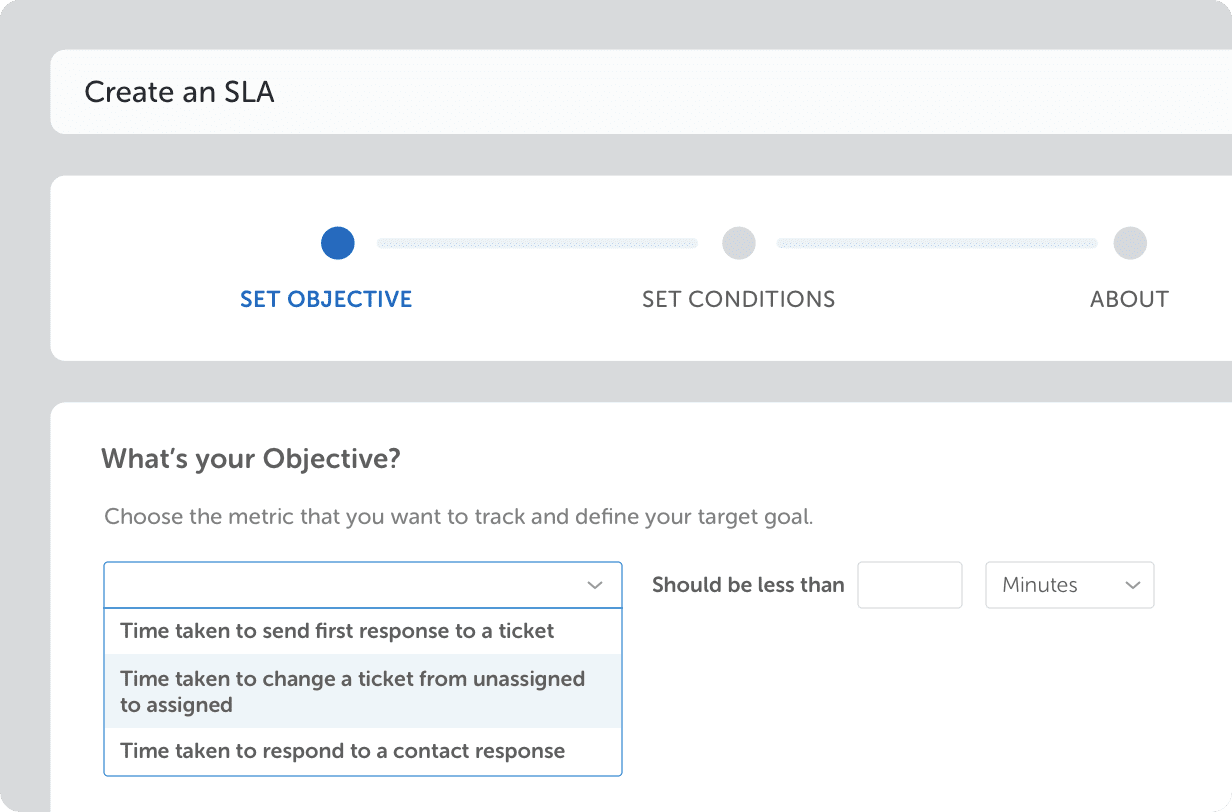 Create an SLA
SET OBJECTIVE
SET CONDITIONS
ABOUT
What’s your Objective?
Choose the metric that you want to track and define your target goal.
Should be less than
Minutes
Time taken to send first response to a ticket
Time taken to change a ticket from unassigned
to assigned
Time taken to respond to a contact response